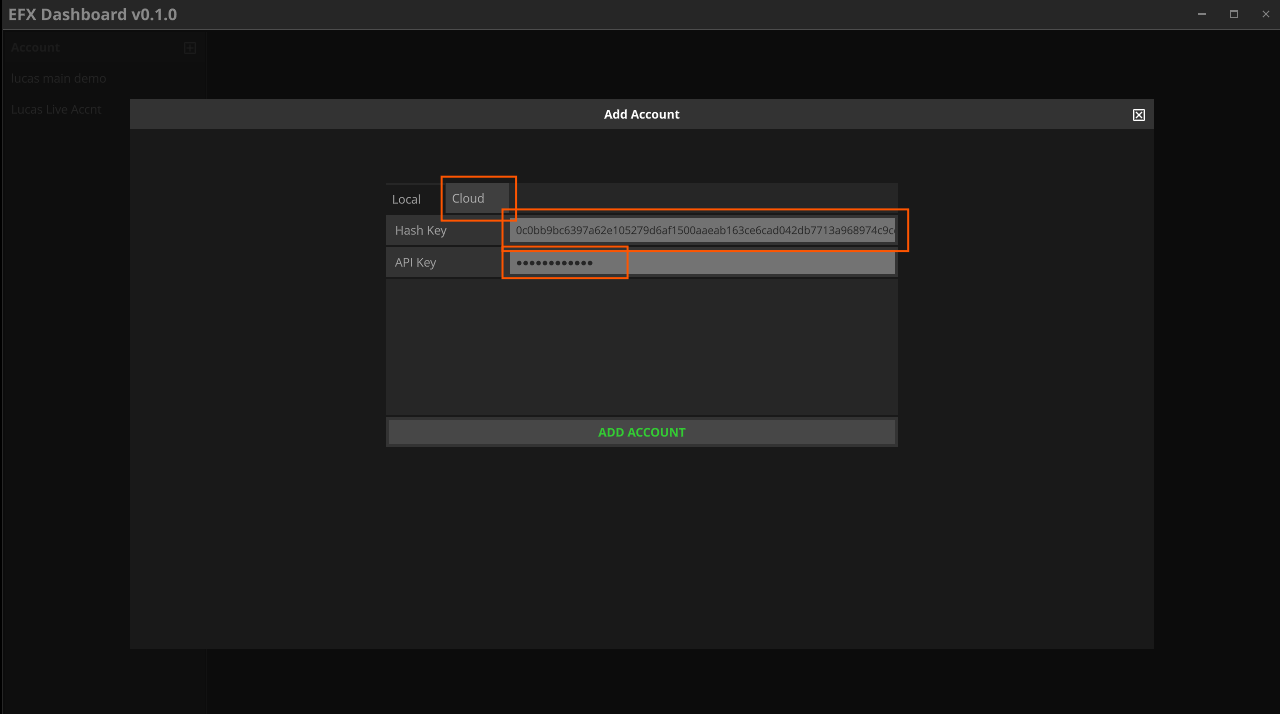 EFX Dashboard v0.1.0
Account
lucas main demo
Lucas Live Accnt
Add Account
Local
Cloud
Hash Key
0c0bb9bc6397a62e105279d6af1500aaeab163ce6cad042db7713a968974c9c
API Key
●●●●●●●●●●●●
ADD ACCOUNT